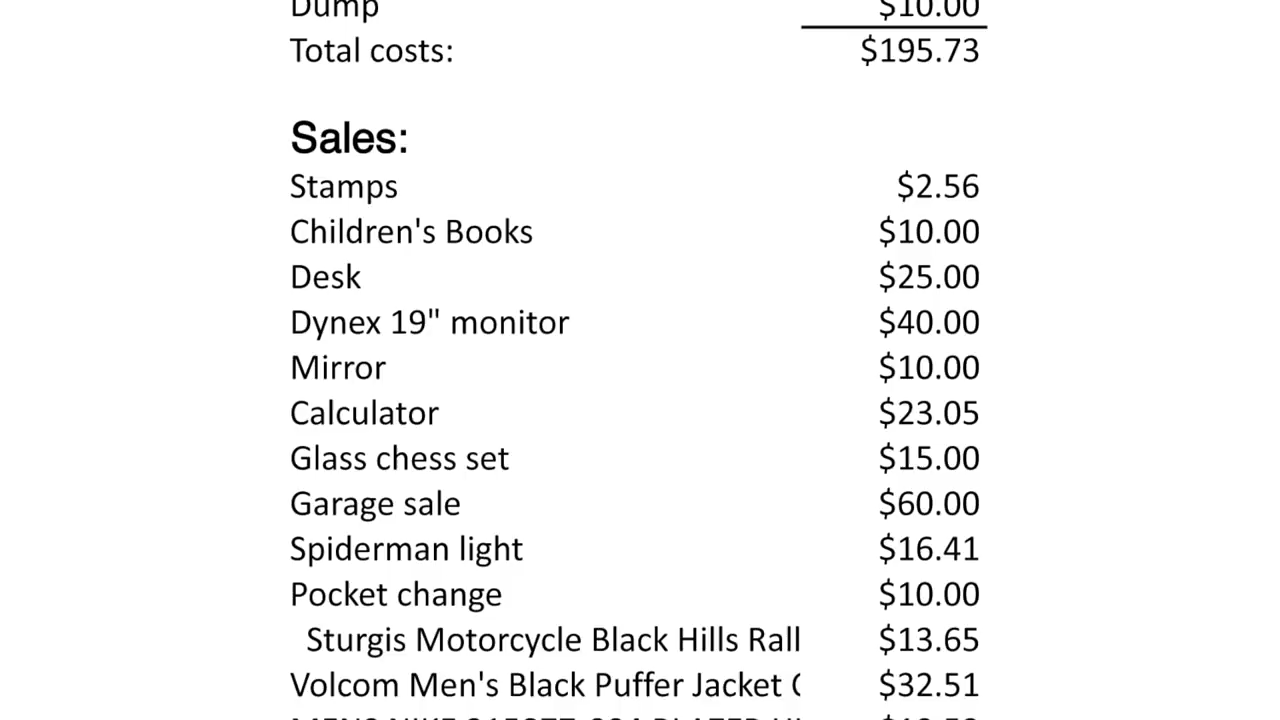 Dump $10.00
Total costs: $195.73
Sales:
Stamps $2.56
Children's Books $10.00
Desk $25.00
Dynex 19" monitor $40.00
Mirror $10.00
Calculator $23.05
Glass chess set $15.00
Garage sale $60.00
Spiderman light $16.41
Pocket change $10.00
Sturgis Motorcycle Black Hills Rall $13.65
Volcom Men's Black Puffer Jacket $32.51